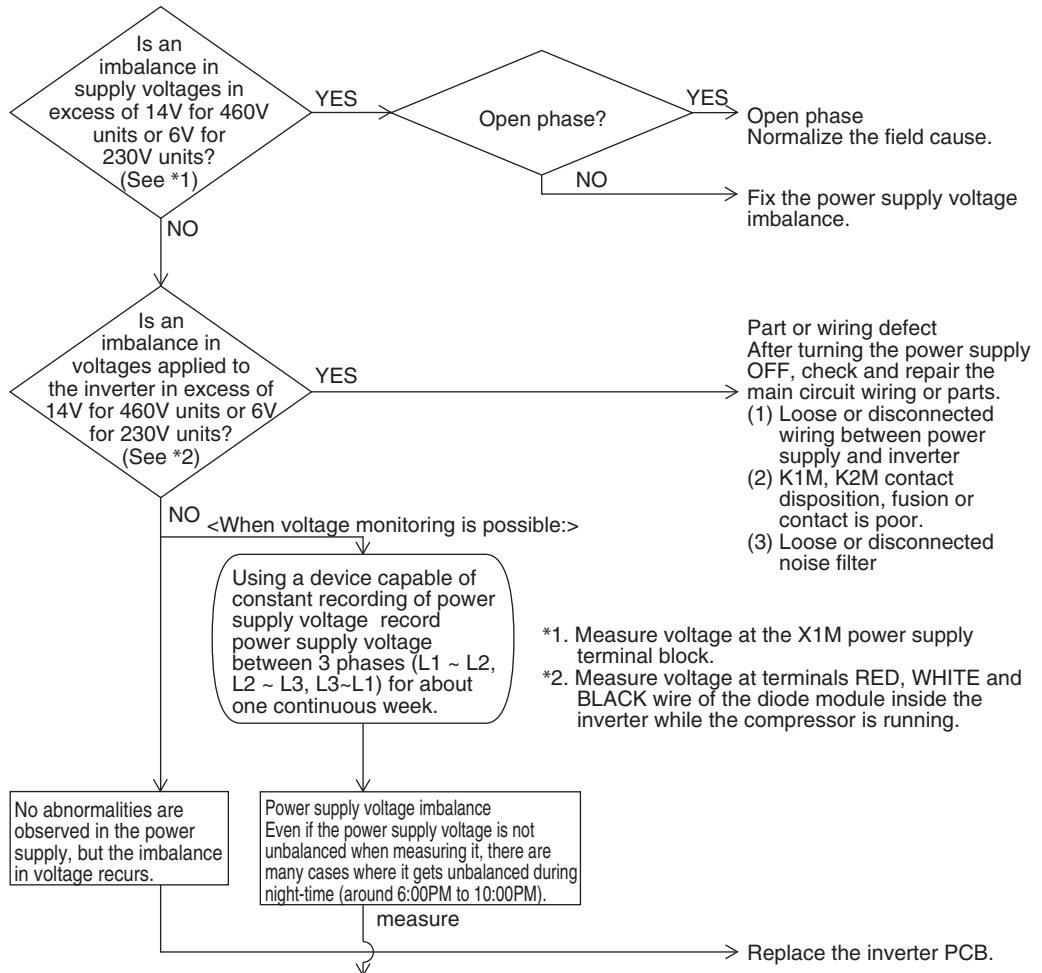 Is an
imbalance in
supply voltages in
excess of 14V for 460V
units or 6V for
230V units?
(See *1)
YES
NO
Open phase?
YES
NO
Open phase
Normalize the field cause.
Fix the power supply voltage
imbalance.
Is an
imbalance in
voltages applied to
the inverter in excess of
14V for 460V units or 6V
for 230V units?
(See *2)
YES
NO
Part or wiring defect
After turning the power supply
OFF, check and repair the
main circuit wiring or parts.
(1) Loose or disconnected
wiring between power
supply and inverter
(2) K1M, K2M contact
disposition, fusion or
contact is poor.
(3) Loose or disconnected
noise filter
<When voltage monitoring is possible:>
Using a device capable of
constant recording of power
supply voltage record
power supply voltage
between 3 phases (L1 ~ L2,
L2 ~ L3, L3~L1) for about
one continuous week.
*1. Measure voltage at the X1M power supply
terminal block.
*2. Measure voltage at terminals RED, WHITE and
BLACK wire of the diode module inside the
inverter while the compressor is running.
No abnormalities are
observed in the power
supply, but the imbalance
in voltage recurs.
Power supply voltage imbalance
Even if the power supply voltage is not
unbalanced when measuring it, there are
many cases where it gets unbalanced during
night-time (around 6:00PM to 10:00PM).
measure
Replace the inverter PCB.